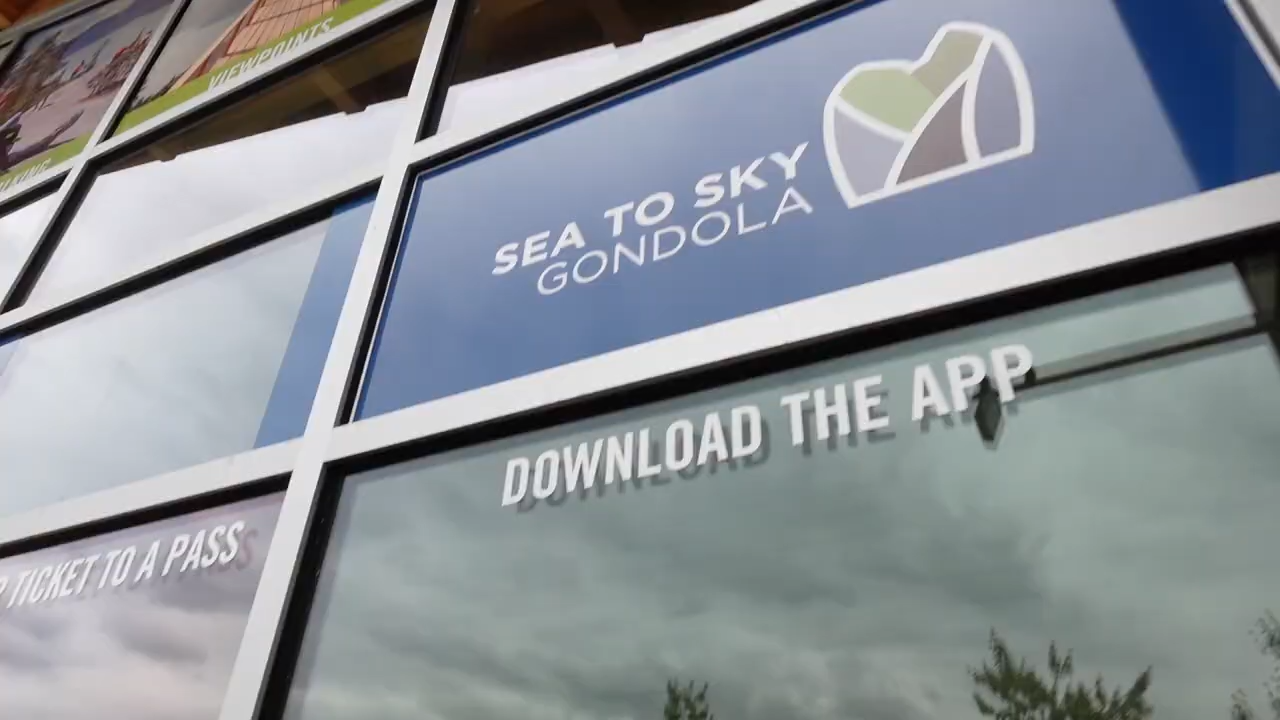 VIEWPOINTS
SEA TO SKY
GONDOLA
DOWNLOAD THE APP
TICKET TO A PASS